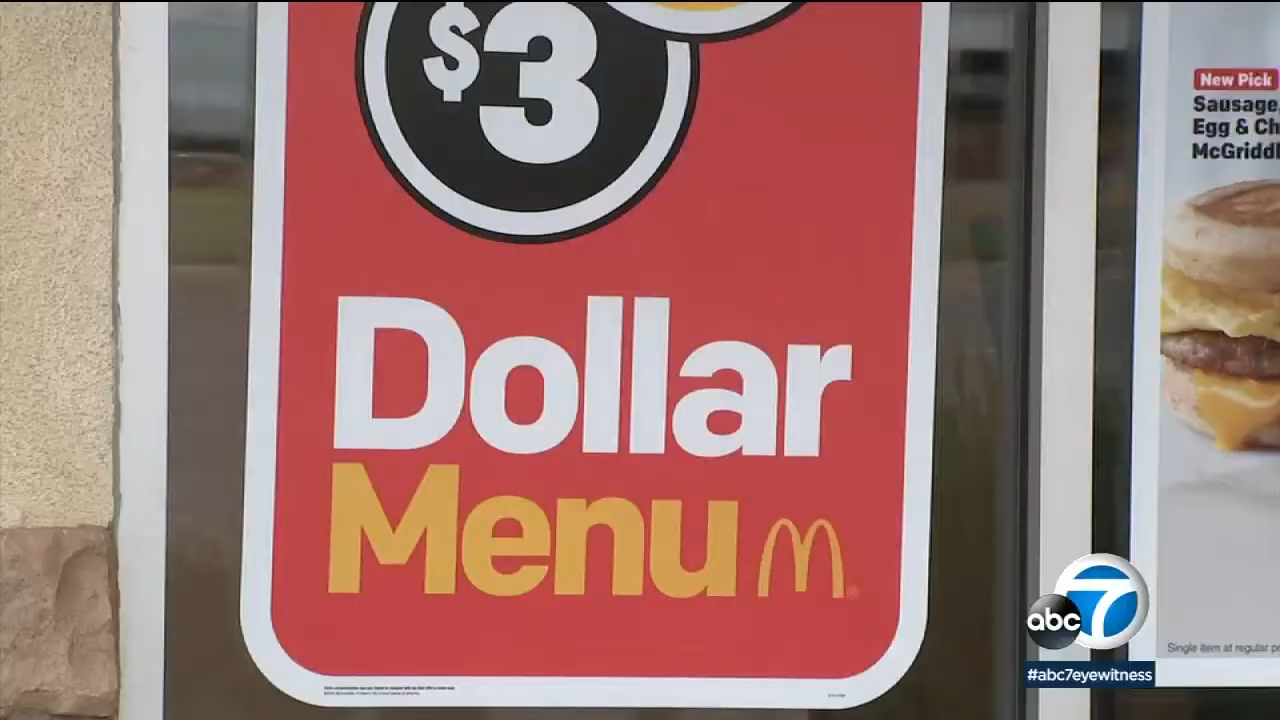 $3
Dollar
Menu
New Pick
Sausage,
Egg & Ch
McGriddl
Single item at regular pr
abc 7
#abc7eyewitness